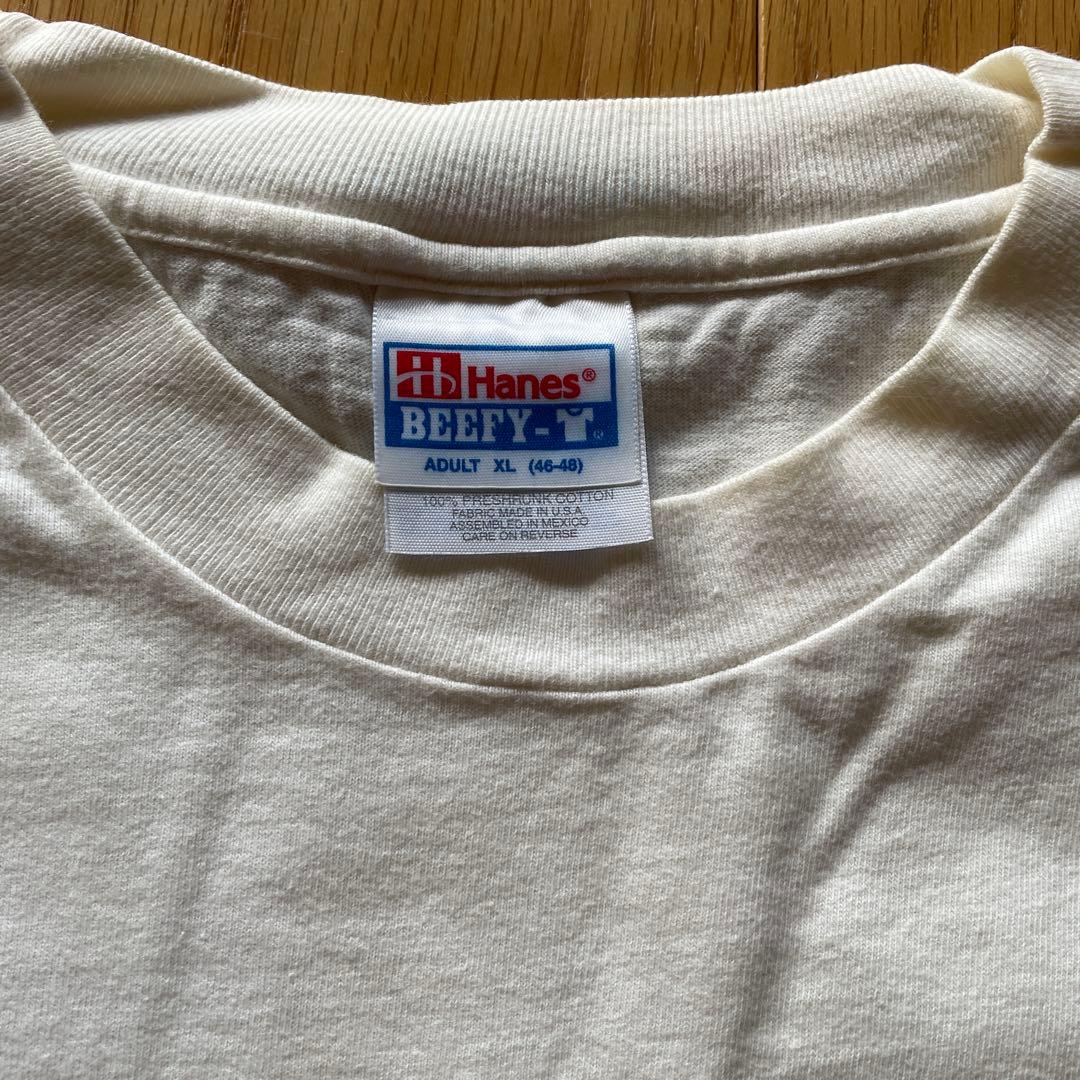 Hanes®
BEEFY-T®
ADULT XL (46-48)
100% PRESHRUNK COTTON
FABRIC MADE IN U.S.A
ASSEMBLED IN MEXICO
CARE ON REVERSE